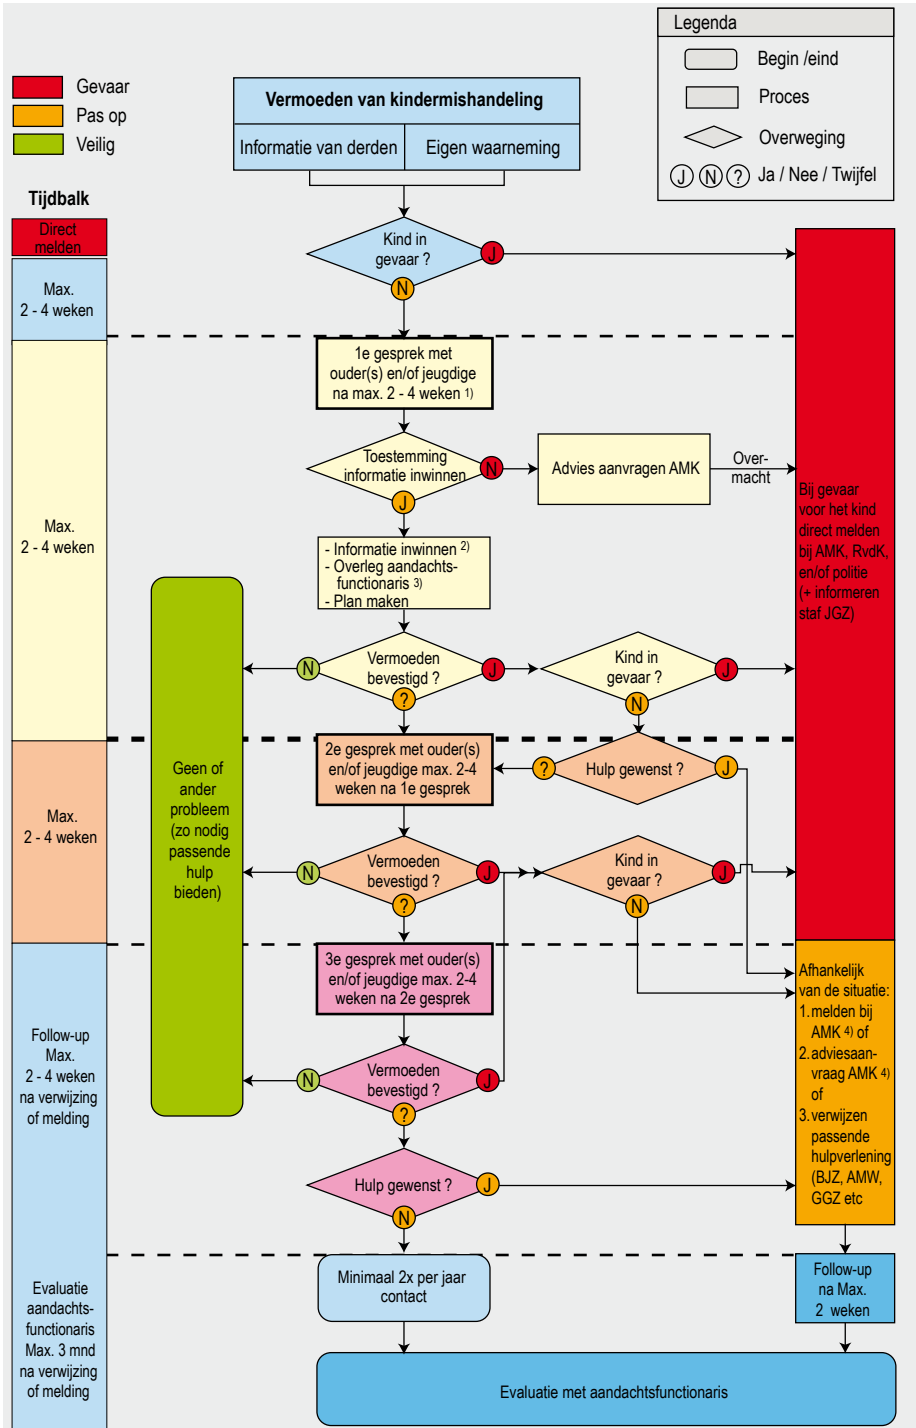 Legenda
Begin /eind
Proces
Overweging
J N ? Ja / Nee / Twijfel
Gevaar
Pas op
Veilig
Vermoeden van kindermishandeling
Informatie van derden
Eigen waarneming
Tijdbalk
Direct
melden
Max.
2 - 4 weken
Max.
2 - 4 weken
Max.
2 - 4 weken
Follow-up
Max.
2 - 4 weken
na verwijzing
of melding
Evaluatie
aandachts-
functionaris
Max. 3 mnd
na verwijzing
of melding
Kind in
gevaar ?
J
N
1e gesprek met
ouder(s) en/of jeugdige
na max. 2 - 4 weken 1)
Toestemming
informatie inwinnen
N
J
Advies aanvragen AMK
Over-
macht
- Informatie inwinnen 2)
- Overleg aandachts-
functionaris 3)
- Plan maken
Vermoeden
bevestigd ?
N
J
?
Kind in
gevaar ?
J
N
2e gesprek met ouder(s)
en/of jeugdige max. 2-4
weken na 1e gesprek
?
Hulp gewenst ?
J
Vermoeden
bevestigd ?
N
J
?
Kind in
gevaar ?
J
N
3e gesprek met ouder(s)
en/of jeugdige max. 2-4
weken na 2e gesprek
Vermoeden
bevestigd ?
N
J
?
Hulp gewenst ?
J
N
Minimaal 2x per jaar
contact
Geen of
ander
probleem
(zo nodig
passende
hulp
bieden)
Bij gevaar
voor het kind
direct melden
bij AMK, RvdK,
en/of politie
(+ informeren
staf JGZ)
Afhankelijk
van de situatie:
1. melden bij
AMK 4) of
2. adviesaan-
vraag AMK 4)
of
3. verwijzen
passende
hulpverlening
(BJZ, AMW,
GGZ etc
Follow-up
na Max.
2 weken
Evaluatie met aandachtsfunctionaris